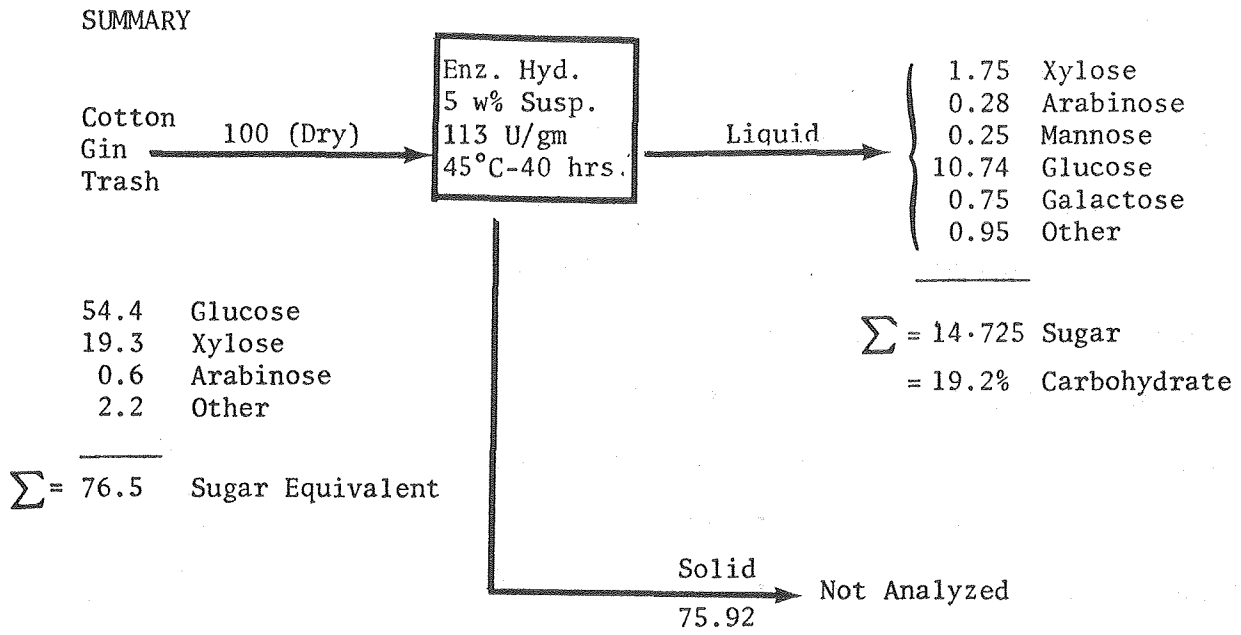 SUMMARY
Cotton
Gin
Trash
100 (Dry)
Enz. Hyd.
5 w% Susp.
113 U/gm
45°C-40 hrs.
Liquid
1.75 Xylose
0.28 Arabinose
0.25 Mannose
10.74 Glucose
0.75 Galactose
0.95 Other
∑ = 14·725 Sugar
= 19.2% Carbohydrate
54.4 Glucose
19.3 Xylose
0.6 Arabinose
2.2 Other
∑= 76.5 Sugar Equivalent
Solid
75.92
Not Analyzed